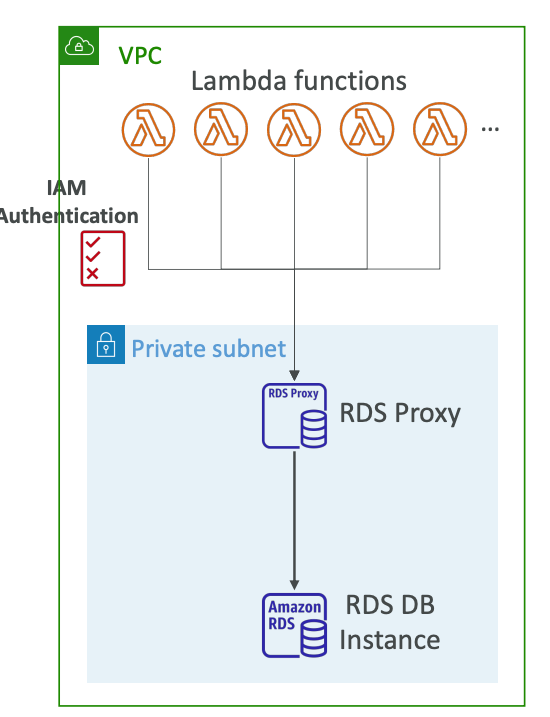 VPC
Lambda functions
...
IAM
Authentication
Private subnet
RDS Proxy
RDS Proxy
Amazon
RDS
RDS DB
Instance